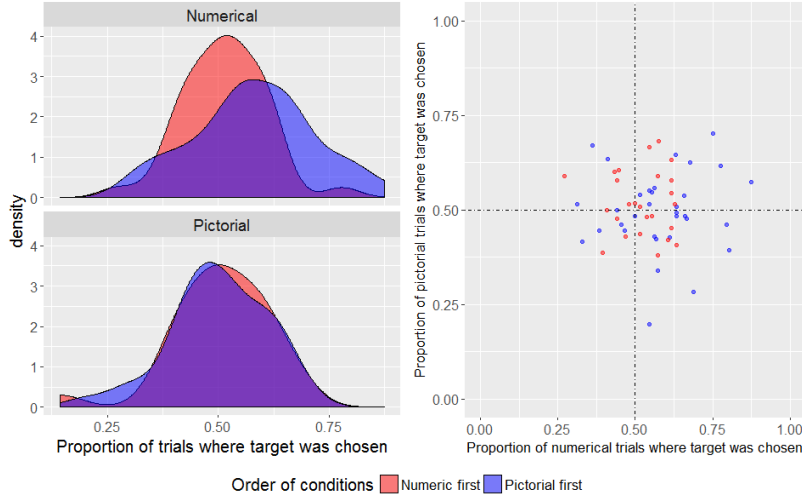 Numerical
4
3
2
1
0
Pictorial
4
3
2
1
0
density
0.25 0.50 0.75
Proportion of trials where target was chosen
1.00
0.75
0.50
0.25
0.00
Proportion of pictorial trials where target was chosen
0.00 0.25 0.50 0.75 1.00
Proportion of numerical trials where target was chosen
Order of conditions Numeric first Pictorial first